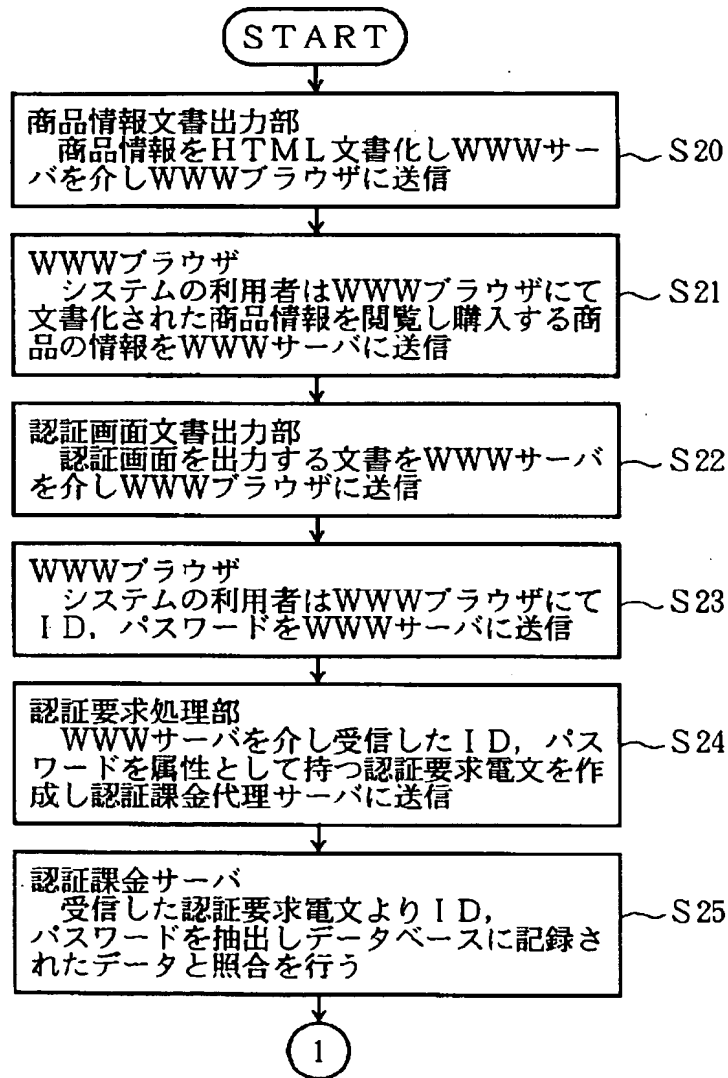 START
商品情報文書出力部
商品情報をHTML文書化しWWWサー
バを介しWWWブラウザに送信
S20
WWWブラウザ
システムの利用者はWWWブラウザにて
文書化された商品情報を閲覧し購入する商
品の情報をWWWサーバに送信
S21
認証画面文書出力部
認証画面を出力する文書をWWWサーバ
を介しWWWブラウザに送信
S22
WWWブラウザ
システムの利用者はWWWブラウザにて
ID,パスワードをWWWサーバに送信
S23
認証要求処理部
WWWサーバを介し受信したID,パス
ワードを属性として持つ認証要求電文を作
成し認証課金代理サーバに送信
S24
認証課金サーバ
受信した認証要求電文よりID,
パスワードを抽出しデータベースに記録さ
れたデータと照合を行う
S25
1